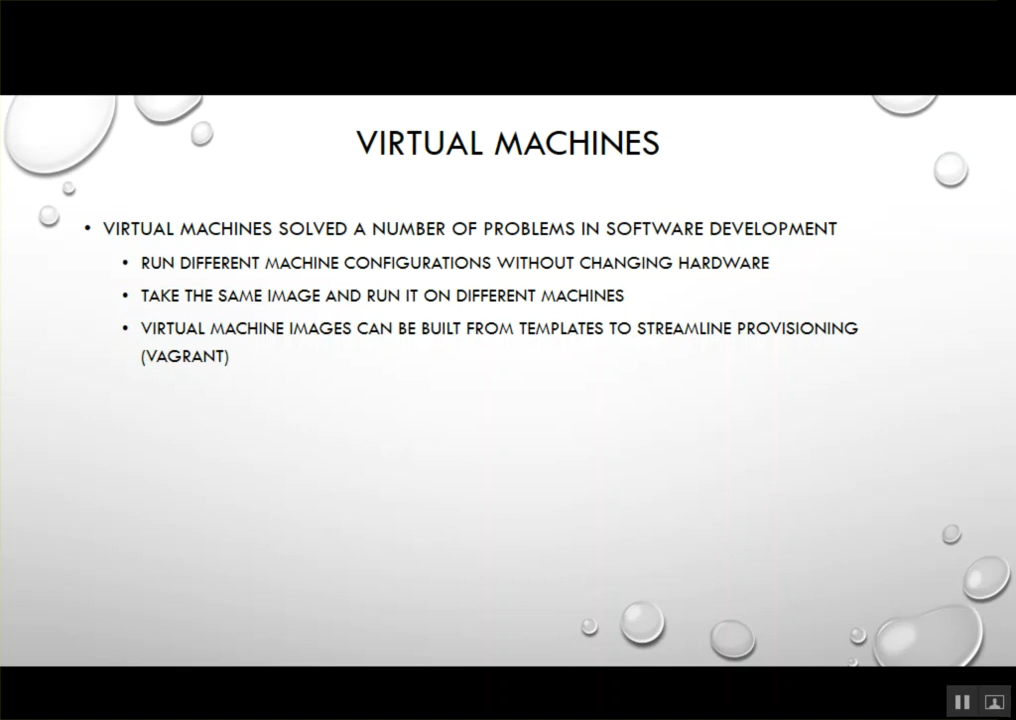 VIRTUAL MACHINES
• VIRTUAL MACHINES SOLVED A NUMBER OF PROBLEMS IN SOFTWARE DEVELOPMENT
• RUN DIFFERENT MACHINE CONFIGURATIONS WITHOUT CHANGING HARDWARE
• TAKE THE SAME IMAGE AND RUN IT ON DIFFERENT MACHINES
• VIRTUAL MACHINE IMAGES CAN BE BUILT FROM TEMPLATES TO STREAMLINE PROVISIONING
(VAGRANT)